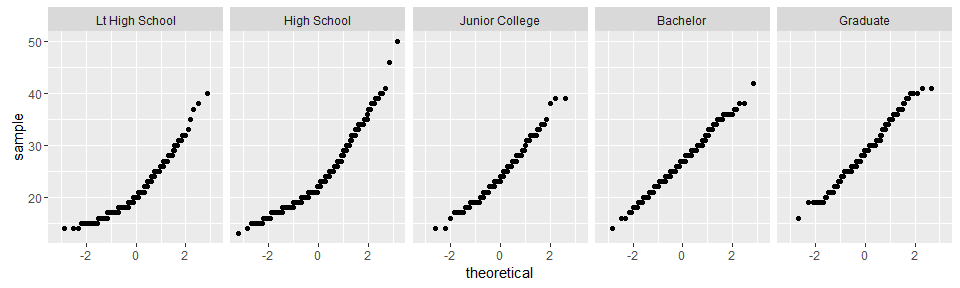 Lt High School High School Junior College Bachelor Graduate
50
40
30
20
sample
-2 0 2 -2 0 2 -2 0 2 -2 0 2 -2 0 2
theoretical